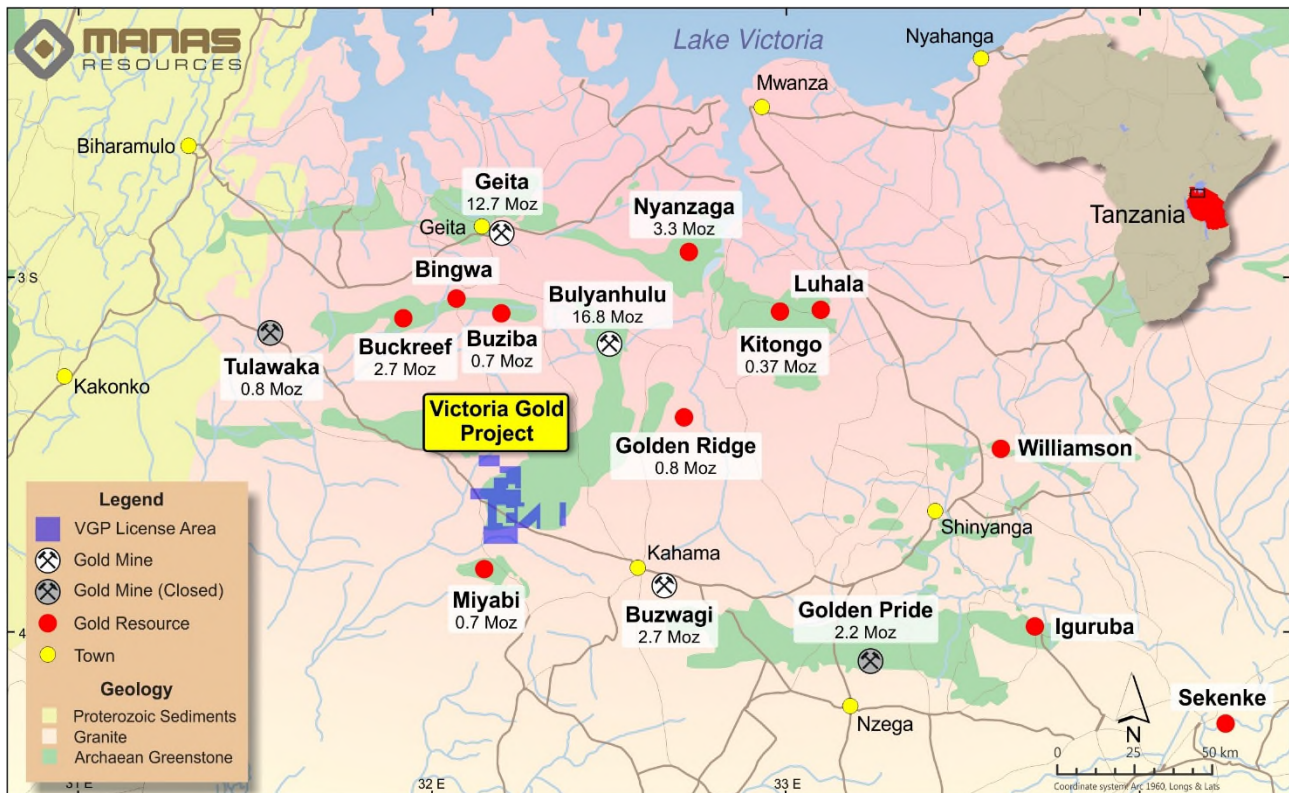 MANAS
RESOURCES
Lake Victoria
Nyahanga
Mwanza
Biharamulo
Tanzania
Geita
12.7 Moz
Geita
Nyanzaga
3.3 Moz
3 S
Bingwa
Bulyanhulu
16.8 Moz
Luhala
Buckreef
2.7 Moz
Buziba
0.7 Moz
Kitongo
0.37 Moz
Tulawaka
0.8 Moz
Kakonko
Victoria Gold
Project
Golden Ridge
0.8 Moz
Williamson
Shinyanga
Kahama
Miyabi
0.7 Moz
Buzwagi
2.7 Moz
Golden Pride
2.2 Moz
Iguruba
Sekenke
Nzega
Legend
VGP License Area
Gold Mine
Gold Mine (Closed)
Gold Resource
Town
Geology
Proterozoic Sediments
Granite
Archaean Greenstone
4
N
0 25 50 km
Coordinate system: Arc 1960, Longs & Lats
31 E
32 E
33 E